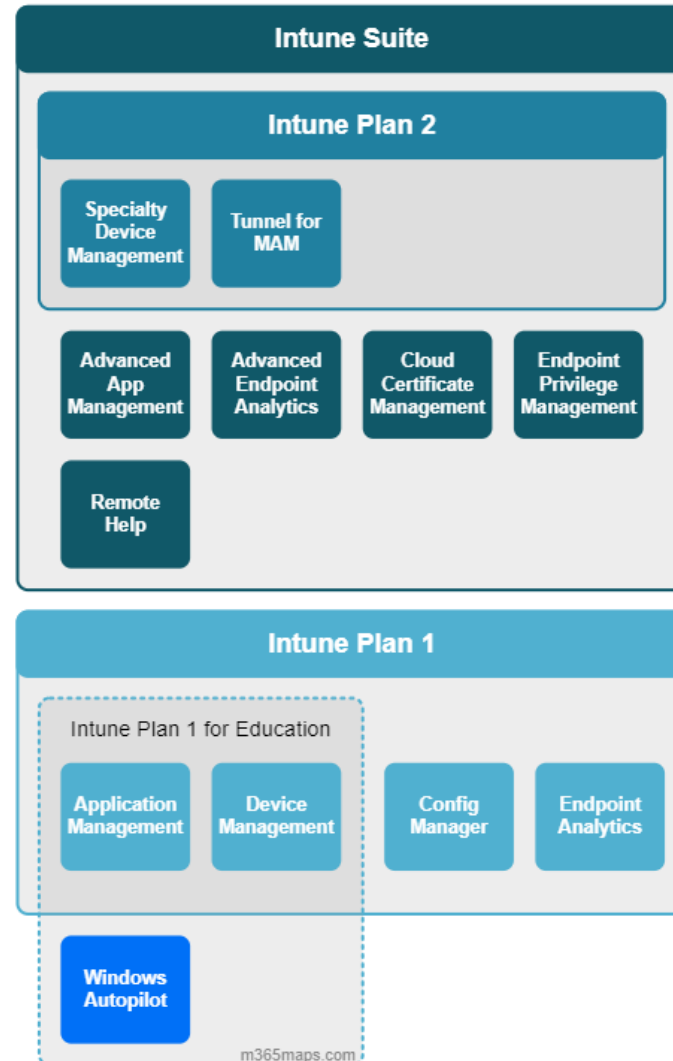 Intune Suite
Intune Plan 2
Specialty
Device
Management
Tunnel for
MAM
Advanced
App
Management
Advanced
Endpoint
Analytics
Cloud
Certificate
Management
Endpoint
Privilege
Management
Remote
Help
Intune Plan 1
Intune Plan 1 for Education
Application
Management
Device
Management
Config
Manager
Endpoint
Analytics
Windows
Autopilot
m365maps.com